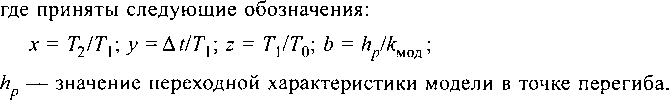 где приняты следующие обозначения:
x = T₂/T₁; y = Δt/T₁; z = T₁/T₀; b = hₚ/kмод;
hₚ — значение переходной характеристики модели в точке перегиба.